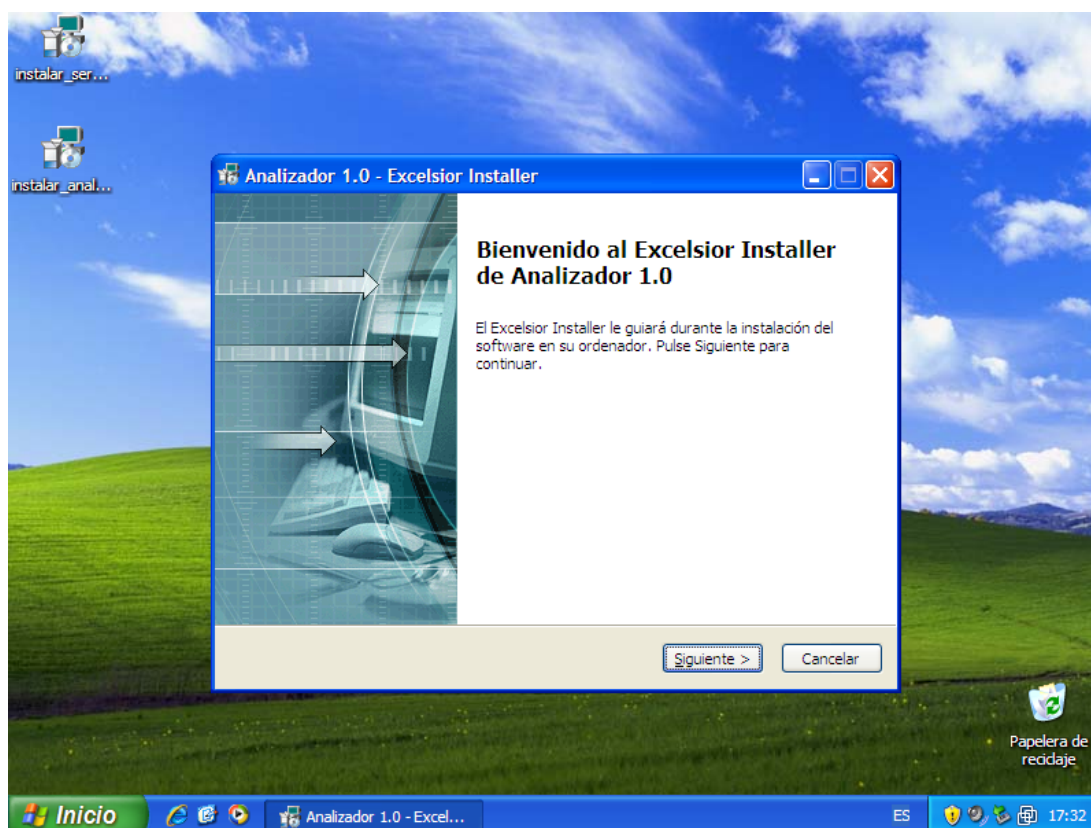 instalar_ser...
instalar_anal...
Analizador 1.0 - Excelsior Installer
Bienvenido al Excelsior Installer
de Analizador 1.0
El Excelsior Installer le guiará durante la instalación del
software en su ordenador. Pulse Siguiente para
continuar.
Siguiente >
Cancelar
Papelera de
reciclaje
Inicio
Analizador 1.0 - Excel...
ES
17:32